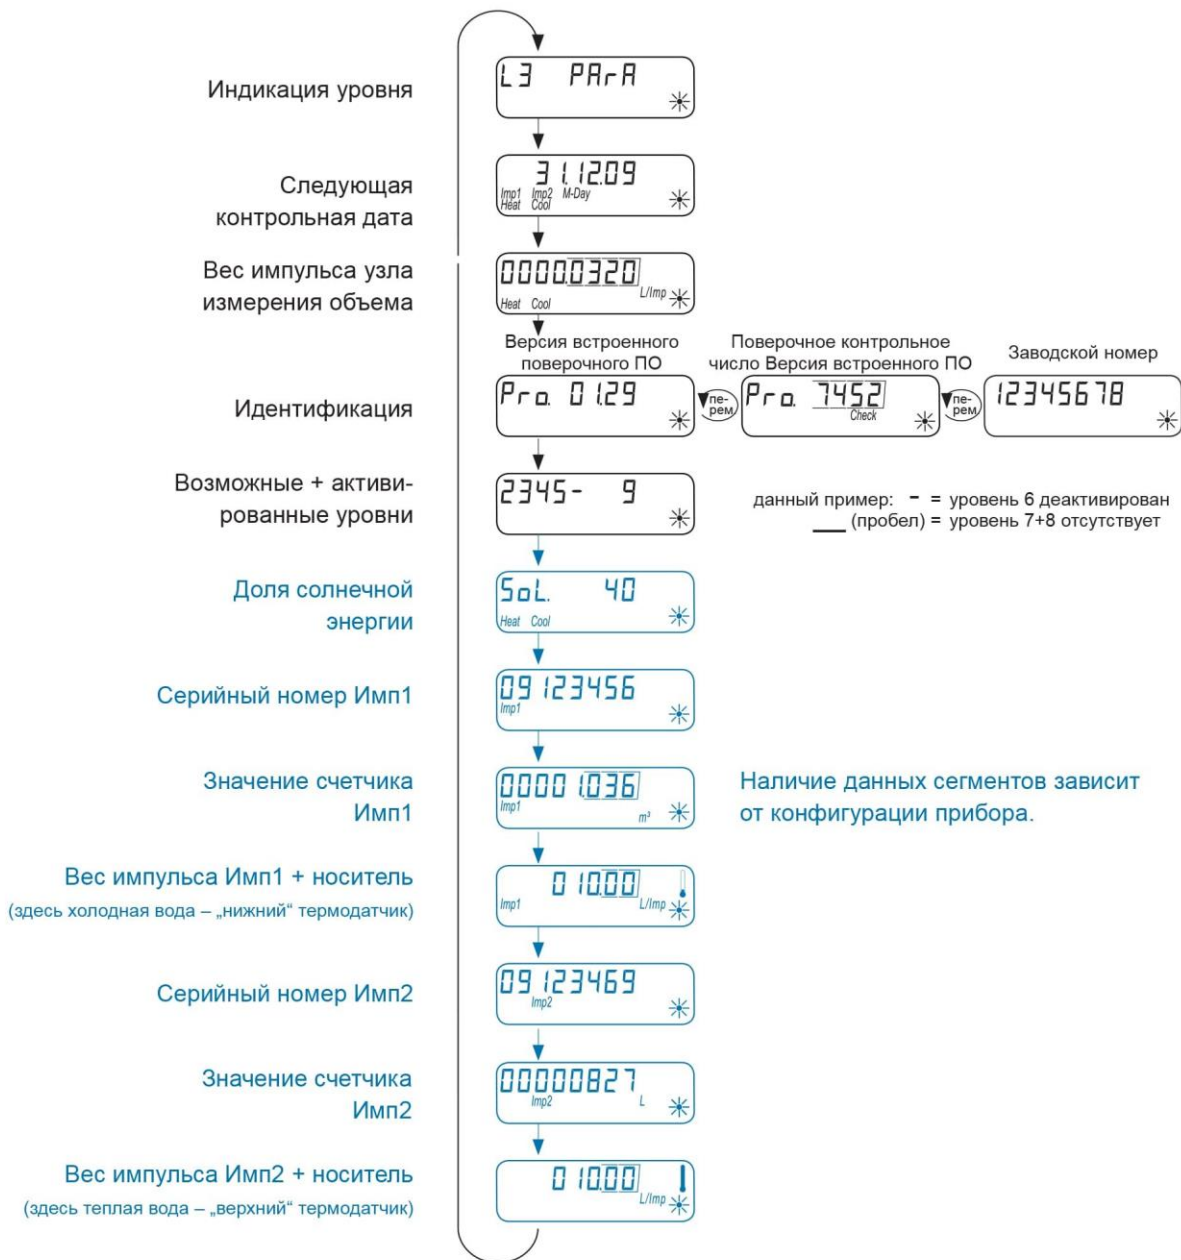 Индикация уровня
L3 PArA
Следующая
контрольная дата
31.12.09
Imp1 Imp2 M-Day
Heat Cool
Вес импульса узла
измерения объема
0000.0320
L/Imp
Heat Cool
Версия встроенного
поверочного ПО
Поверочное контрольное
число Версия встроенного ПО
Заводской номер
Идентификация
Pro. 01.29
пе-
рем
Pro. 7452
Check
пе-
рем
12345678
Возможные + активи-
рованные уровни
2345- 9
данный пример: - = уровень 6 деактивирован
___ (пробел) = уровень 7+8 отсутствует
Доля солнечной
энергии
SoL. 40
Heat Cool
Серийный номер Имп1
09123456
Imp1
Значение счетчика
Имп1
00001.036
Imp1 m³
Наличие данных сегментов зависит
от конфигурации прибора.
Вес импульса Имп1 + носитель
(здесь холодная вода – „нижний“ термодатчик)
010.00
Imp1 L/Imp
Серийный номер Имп2
09123469
Imp2
Значение счетчика
Имп2
00000827
Imp2 L
Вес импульса Имп2 + носитель
(здесь теплая вода – „верхний“ термодатчик)
010.00
L/Imp